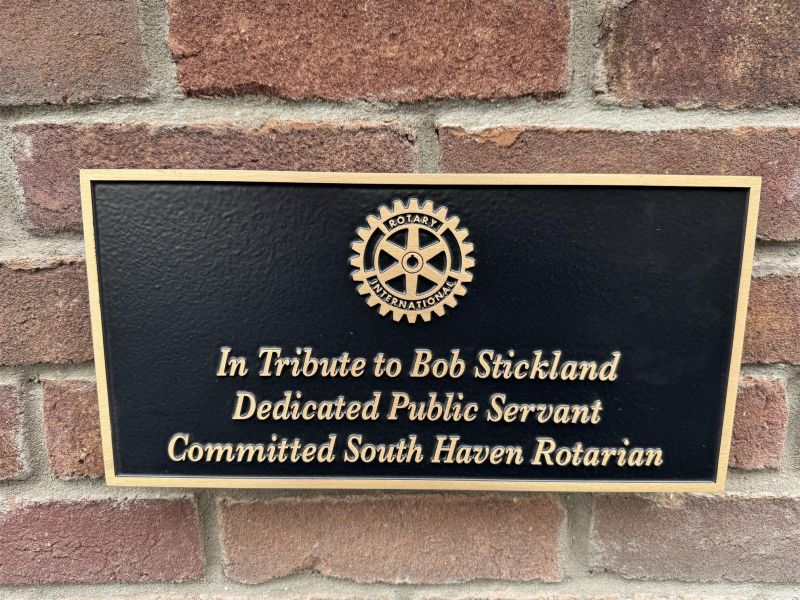 ROTARY
INTERNATIONAL
In Tribute to Bob Stickland
Dedicated Public Servant
Committed South Haven Rotarian